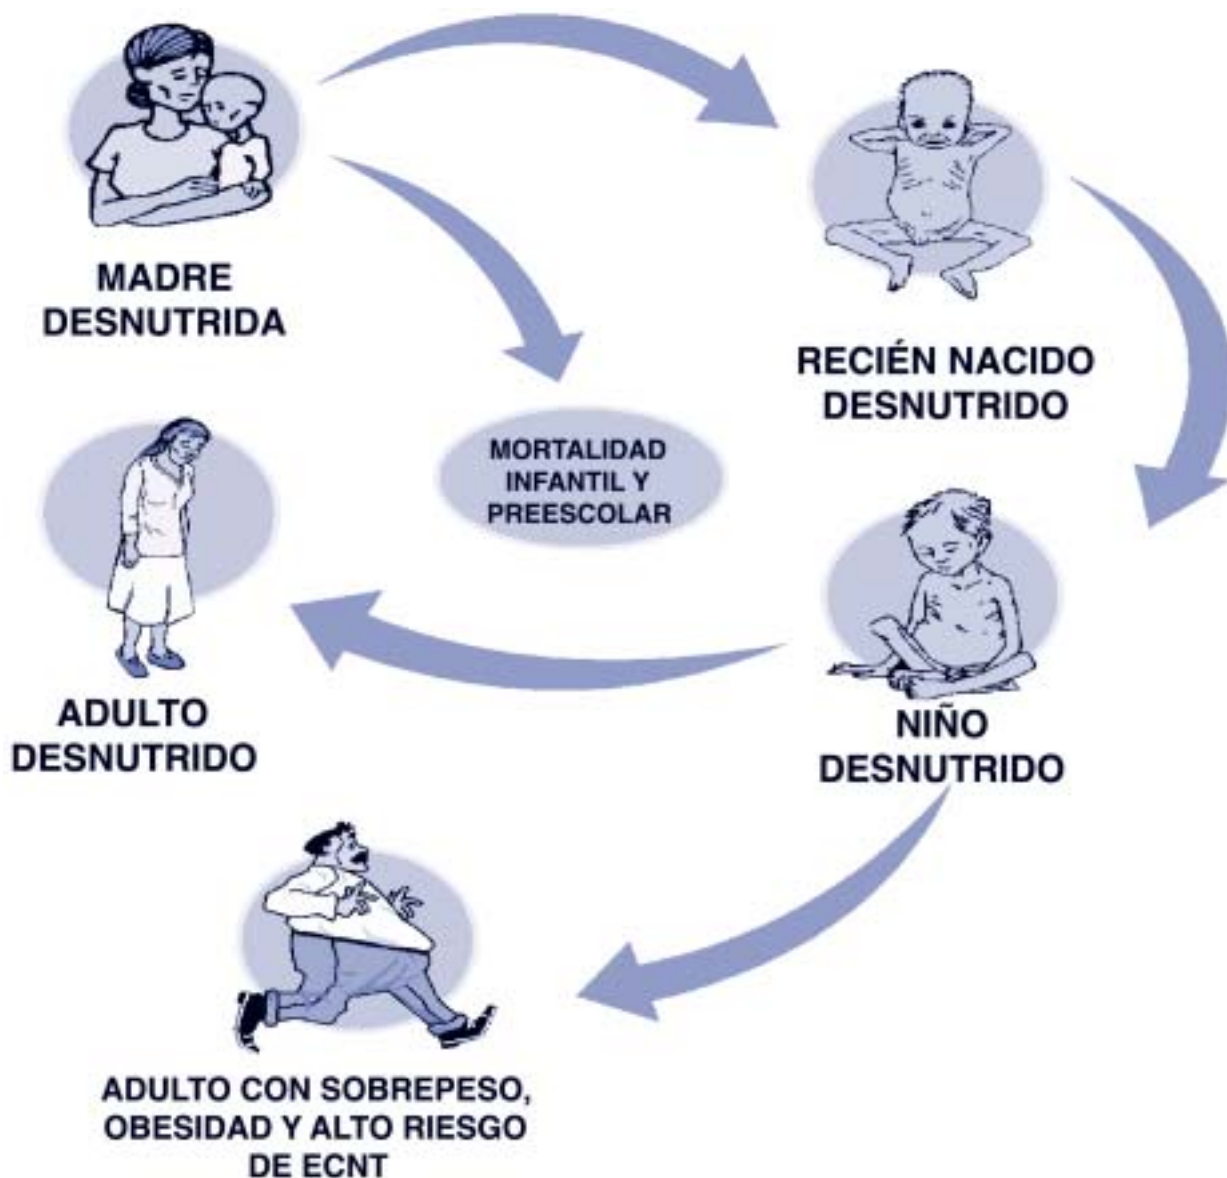 MADRE
DESNUTRIDA
RECIÉN NACIDO
DESNUTRIDO
MORTALIDAD
INFANTIL Y
PREESCOLAR
ADULTO
DESNUTRIDO
NIÑO
DESNUTRIDO
ADULTO CON SOBREPESO,
OBESIDAD Y ALTO RIESGO
DE ECNT